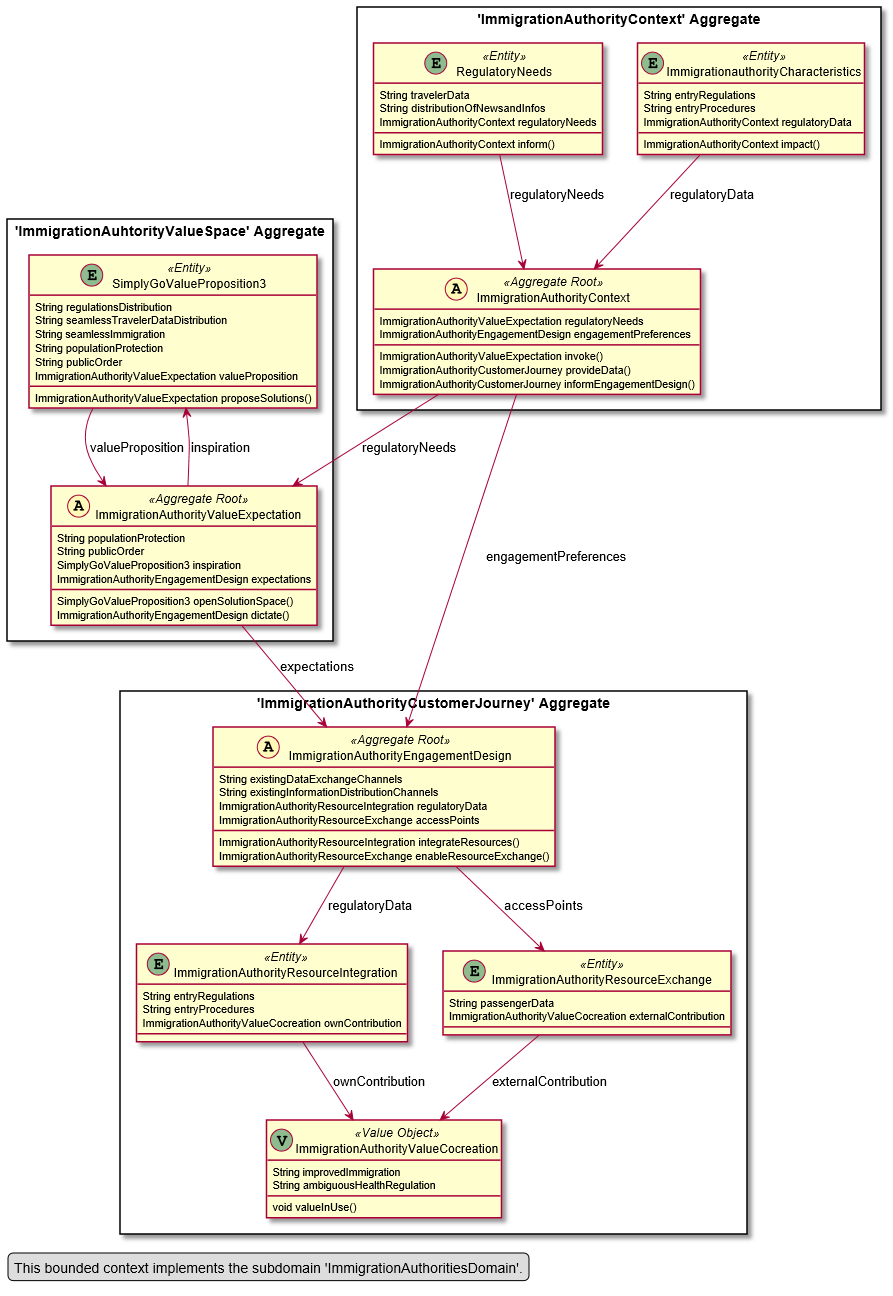 'ImmigrationAuthorityContext' Aggregate
E
«Entity»
RegulatoryNeeds
String travelerData
String distributionOfNewsandInfos
ImmigrationAuthorityContext regulatoryNeeds
ImmigrationAuthorityContext inform()
E
«Entity»
ImmigrationauthorityCharacteristics
String entryRegulations
String entryProcedures
ImmigrationAuthorityContext regulatoryData
ImmigrationAuthorityContext impact()
regulatoryNeeds
regulatoryData
A
«Aggregate Root»
ImmigrationAuthorityContext
ImmigrationAuthorityValueExpectation regulatoryNeeds
ImmigrationAuthorityEngagementDesign engagementPreferences
ImmigrationAuthorityValueExpectation invoke()
ImmigrationAuthorityCustomerJourney provideData()
ImmigrationAuthorityCustomerJourney informEngagementDesign()
'ImmigrationAuhtorityValueSpace' Aggregate
E
«Entity»
SimplyGoValueProposition3
String regulationsDistribution
String seamlessTravelerDataDistribution
String seamlessImmigration
String populationProtection
String publicOrder
ImmigrationAuthorityValueExpectation valueProposition
ImmigrationAuthorityValueExpectation proposeSolutions()
valueProposition
inspiration
regulatoryNeeds
A
«Aggregate Root»
ImmigrationAuthorityValueExpectation
String populationProtection
String publicOrder
SimplyGoValueProposition3 inspiration
ImmigrationAuthorityEngagementDesign expectations
SimplyGoValueProposition3 openSolutionSpace()
ImmigrationAuthorityEngagementDesign dictate()
engagementPreferences
expectations
'ImmigrationAuthorityCustomerJourney' Aggregate
A
«Aggregate Root»
ImmigrationAuthorityEngagementDesign
String existingDataExchangeChannels
String existingInformationDistributionChannels
ImmigrationAuthorityResourceIntegration regulatoryData
ImmigrationAuthorityResourceExchange accessPoints
ImmigrationAuthorityResourceIntegration integrateResources()
ImmigrationAuthorityResourceExchange enableResourceExchange()
regulatoryData
accessPoints
E
«Entity»
ImmigrationAuthorityResourceIntegration
String entryRegulations
String entryProcedures
ImmigrationAuthorityValueCocreation ownContribution
E
«Entity»
ImmigrationAuthorityResourceExchange
String passengerData
ImmigrationAuthorityValueCocreation externalContribution
ownContribution
externalContribution
V
«Value Object»
ImmigrationAuthorityValueCocreation
String improvedImmigration
String ambiguousHealthRegulation
void valueInUse()
This bounded context implements the subdomain 'ImmigrationAuthoritiesDomain'.